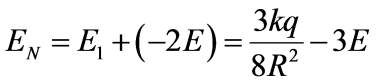 E_N = E_1 + (-2E) = \frac{3kq}{8R^2} - 3E